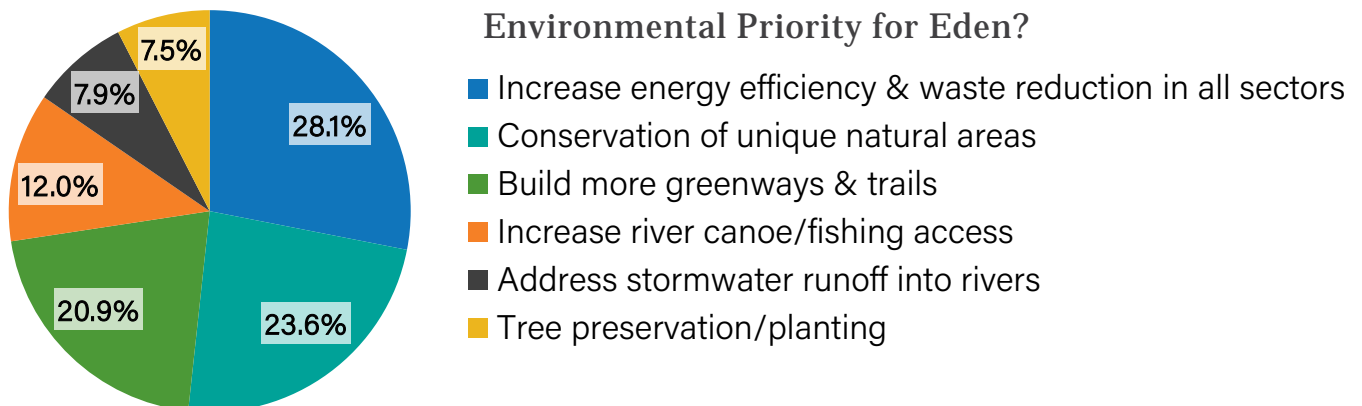 Environmental Priority for Eden?
7.5%
7.9%
28.1%
12.0%
20.9%
23.6%
Increase energy efficiency & waste reduction in all sectors
Conservation of unique natural areas
Build more greenways & trails
Increase river canoe/fishing access
Address stormwater runoff into rivers
Tree preservation/planting